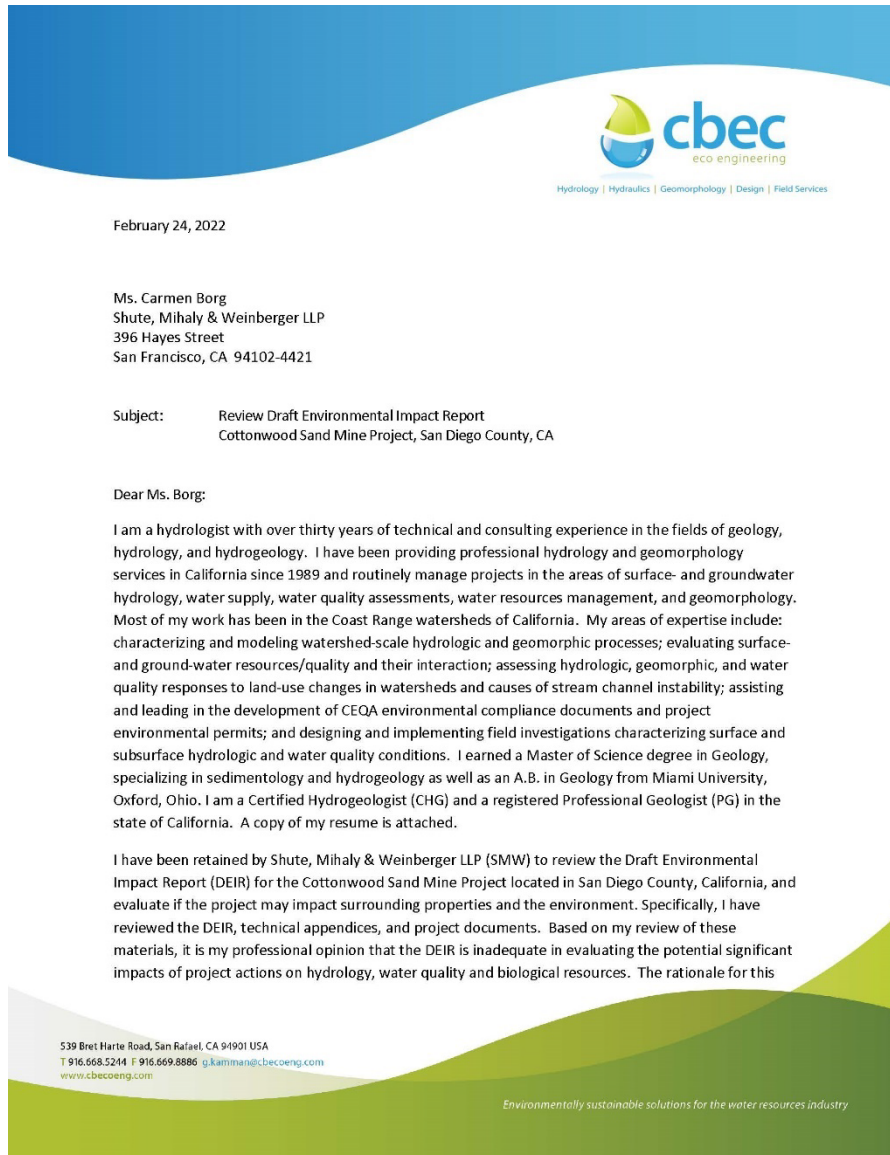 cbec
eco engineering
Hydrology | Hydraulics | Geomorphology | Design | Field Services
February 24, 2022
Ms. Carmen Borg
Shute, Mihaly & Weinberger LLP
396 Hayes Street
San Francisco, CA 94102-4421
Subject: Review Draft Environmental Impact Report
Cottonwood Sand Mine Project, San Diego County, CA
Dear Ms. Borg:
I am a hydrologist with over thirty years of technical and consulting experience in the fields of geology,
hydrology, and hydrogeology. I have been providing professional hydrology and geomorphology
services in California since 1989 and routinely manage projects in the areas of surface- and groundwater
hydrology, water supply, water quality assessments, water resources management, and geomorphology.
Most of my work has been in the Coast Range watersheds of California. My areas of expertise include:
characterizing and modeling watershed-scale hydrologic and geomorphic processes; evaluating surface-
and ground-water resources/quality and their interaction; assessing hydrologic, geomorphic, and water
quality responses to land-use changes in watersheds and causes of stream channel instability; assisting
and leading in the development of CEQA environmental compliance documents and project
environmental permits; and designing and implementing field investigations characterizing surface and
subsurface hydrologic and water quality conditions. I earned a Master of Science degree in Geology,
specializing in sedimentology and hydrogeology as well as an A.B. in Geology from Miami University,
Oxford, Ohio. I am a Certified Hydrogeologist (CHG) and a registered Professional Geologist (PG) in the
state of California. A copy of my resume is attached.
I have been retained by Shute, Mihaly & Weinberger LLP (SMW) to review the Draft Environmental
Impact Report (DEIR) for the Cottonwood Sand Mine Project located in San Diego County, California, and
evaluate if the project may impact surrounding properties and the environment. Specifically, I have
reviewed the DEIR, technical appendices, and project documents. Based on my review of these
materials, it is my professional opinion that the DEIR is inadequate in evaluating the potential significant
impacts of project actions on hydrology, water quality and biological resources. The rationale for this
539 Bret Harte Road, San Rafael, CA 94901 USA
T 916.668.5244 F 916.669.8886 g.kamman@cbecoeng.com
www.cbecoeng.com
Environmentally sustainable solutions for the water resources industry